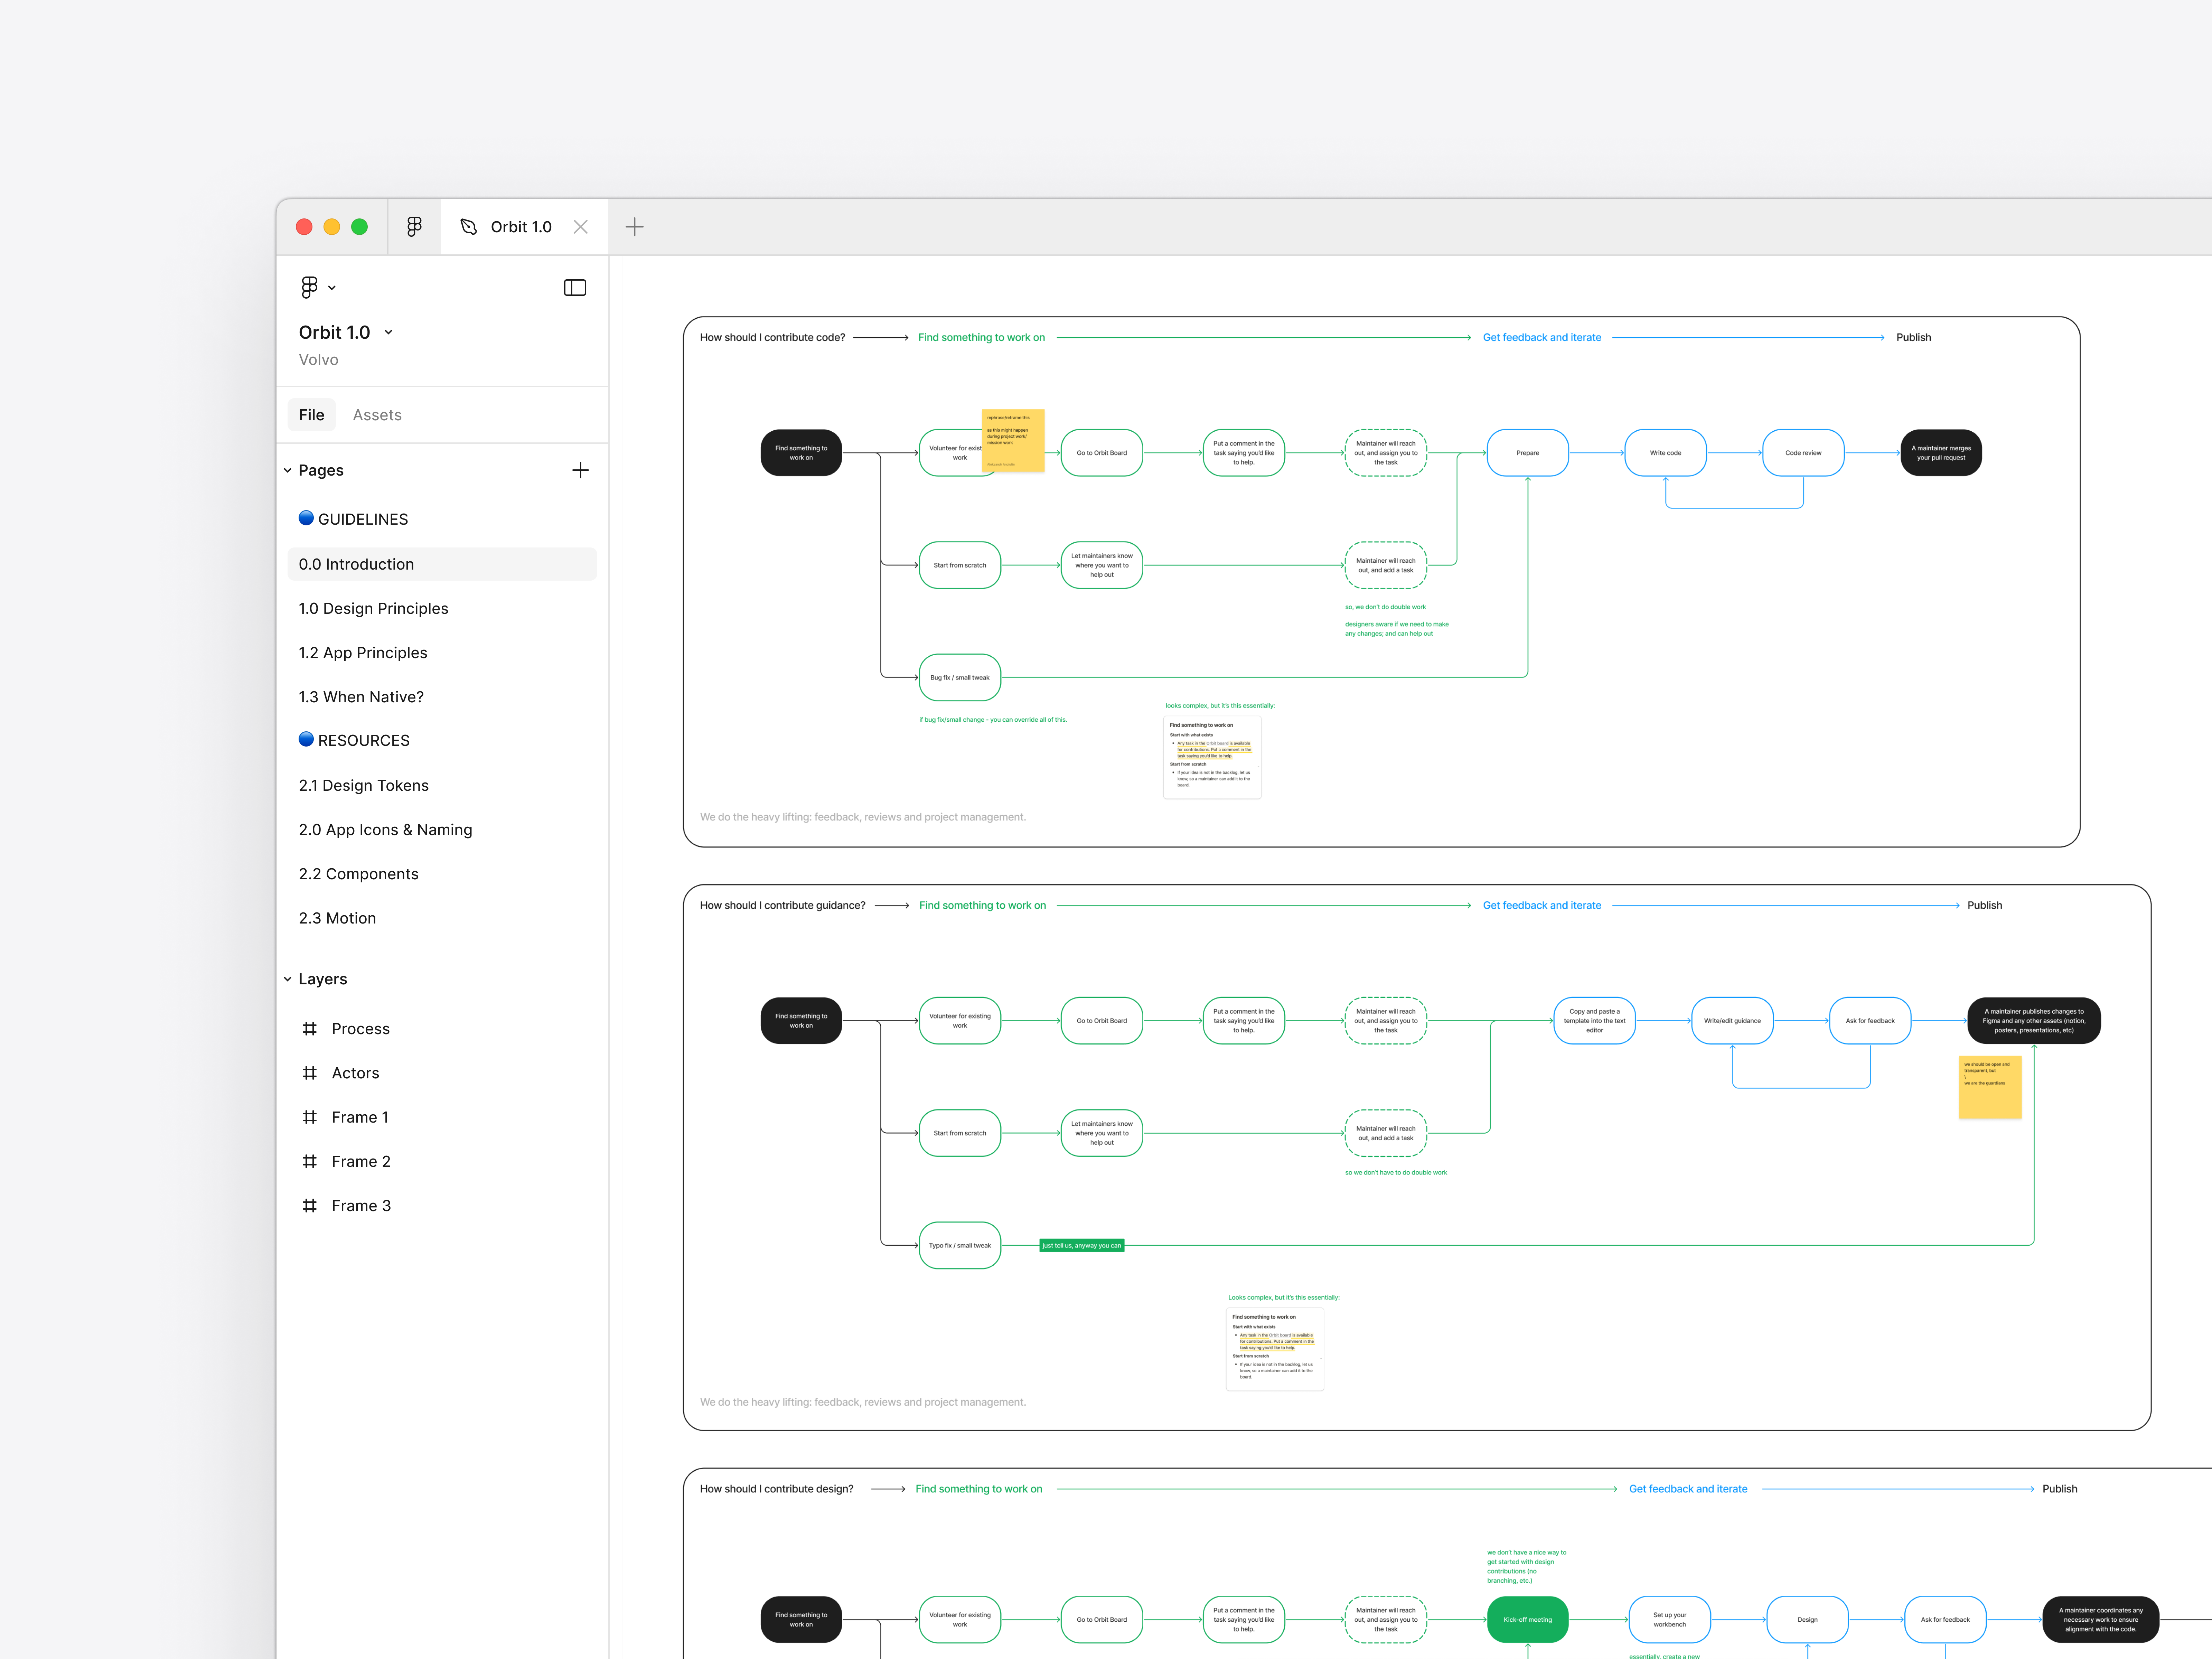 Orbit 1.0
Orbit 1.0
Volvo
File
Assets
Pages
GUIDELINES
0.0 Introduction
1.0 Design Principles
1.2 App Principles
1.3 When Native?
RESOURCES
2.1 Design Tokens
2.0 App Icons & Naming
2.2 Components
2.3 Motion
Layers
Process
Actors
Frame 1
Frame 2
Frame 3
How should I contribute code?
Find something to work on
Get feedback and iterate
Publish
Find something to
work on
Volunteer for exist
work
rephrase/reframe this
as this might happen
during project work/
mission work
Go to Orbit Board
Put a comment in the
task saying you'd like
to help.
Maintainer will reach
out, and assign you to
the task
Prepare
Write code
Code review
A maintainer merges
your pull request
Start from scratch
Let maintainers know
where you want to
help out
Maintainer will reach
out, and add a task
so, we don't do double work
designers aware if we need to make
any changes; and can help out
Bug fix / small tweak
if bug fix/small change - you can override all of this.
looks complex, but it's this essentially:
Find something to work on
Start with what exists
Any task in the Orbit board is available
for contributions. Put a comment in the
task saying you'd like to help.
Start from scratch
If your idea is not in the backlog, let us
know, so a maintainer can add it to the
board.
We do the heavy lifting: feedback, reviews and project management.
How should I contribute guidance?
Find something to work on
Get feedback and iterate
Publish
Find something to
work on
Volunteer for existing
work
Go to Orbit Board
Put a comment in the
task saying you'd like
to help.
Maintainer will reach
out, and assign you to
the task
Copy and paste a
template into the text
editor
Write/edit guidance
Ask for feedback
A maintainer publishes changes to
Figma and any other assets (notion,
posters, presentations, etc)
we should be open and
transparent, but
\
we are the guardians
Start from scratch
Let maintainers know
where you want to
help out
Maintainer will reach
out, and add a task
so we don't have to do double work
Typo fix / small tweak
just tell us, anyway you can
Looks complex, but it's this essentially:
Find something to work on
Start with what exists
Any task in the Orbit board is available
for contributions. Put a comment in the
task saying you'd like to help.
Start from scratch
If your idea is not in the backlog, let us
know, so a maintainer can add it to the
board.
We do the heavy lifting: feedback, reviews and project management.
How should I contribute design?
Find something to work on
Get feedback and iterate
Publish
we don't have a nice way to
get started with design
contributions (no
branching, etc.)
Find something to
work on
Volunteer for existing
work
Go to Orbit Board
Put a comment in the
task saying you'd like
to help.
Maintainer will reach
out, and assign you to
the task
Kick-off meeting
Set up your
workbench
Design
Ask for feedback
A maintainer coordinates any
necessary work to ensure
alignment with the code.
essentially, create a new